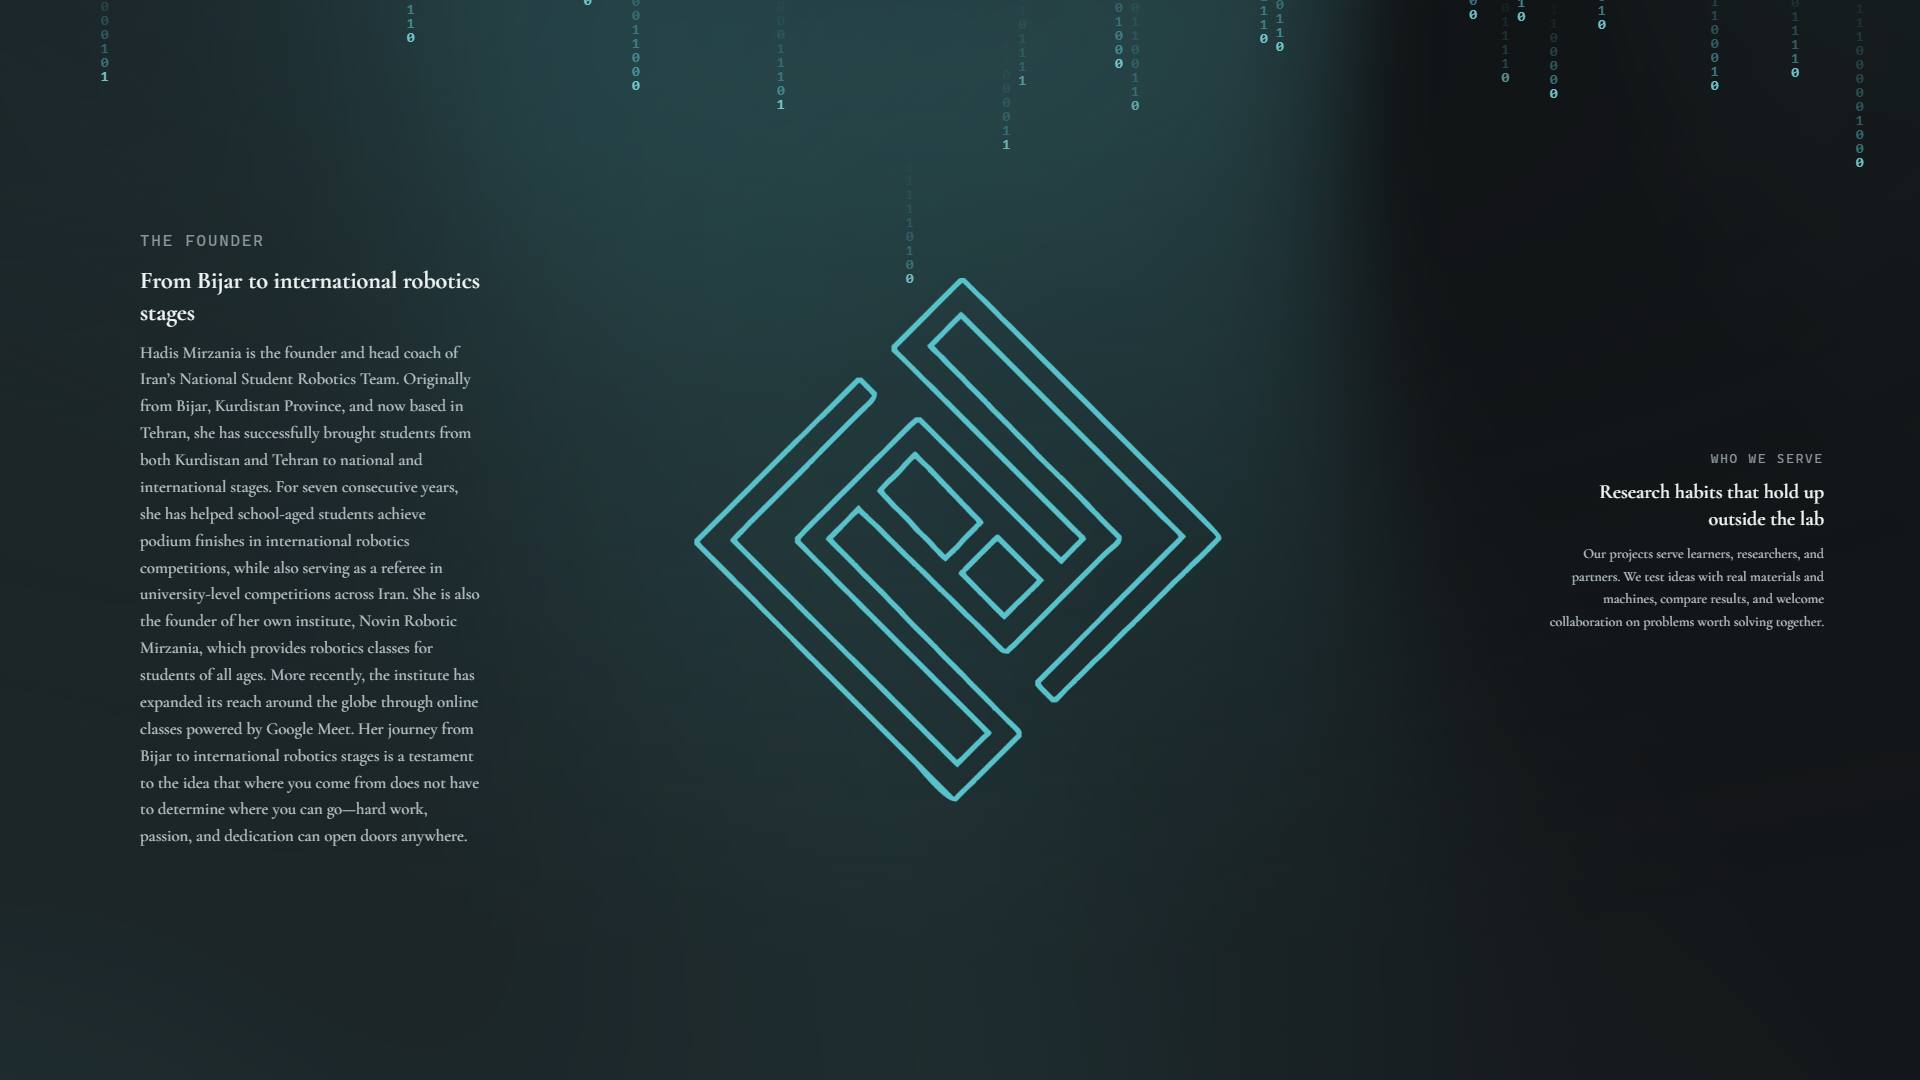 THE FOUNDER
From Bijar to international robotics
stages
Hadis Mirzania is the founder and head coach of
Iran’s National Student Robotics Team. Originally
from Bijar, Kurdistan Province, and now based in
Tehran, she has successfully brought students from
both Kurdistan and Tehran to national and
international stages. For seven consecutive years,
she has helped school-aged students achieve
podium finishes in international robotics
competitions, while also serving as a referee in
university-level competitions across Iran. She is also
the founder of her own institute, Novin Robotic
Mirzania, which provides robotics classes for
students of all ages. More recently, the institute has
expanded its reach around the globe through online
classes powered by Google Meet. Her journey from
Bijar to international robotics stages is a testament
to the idea that where you come from does not have
to determine where you can go—hard work,
passion, and dedication can open doors anywhere.
WHO WE SERVE
Research habits that hold up
outside the lab
Our projects serve learners, researchers, and
partners. We test ideas with real materials and
machines, compare results, and welcome
collaboration on problems worth solving together.